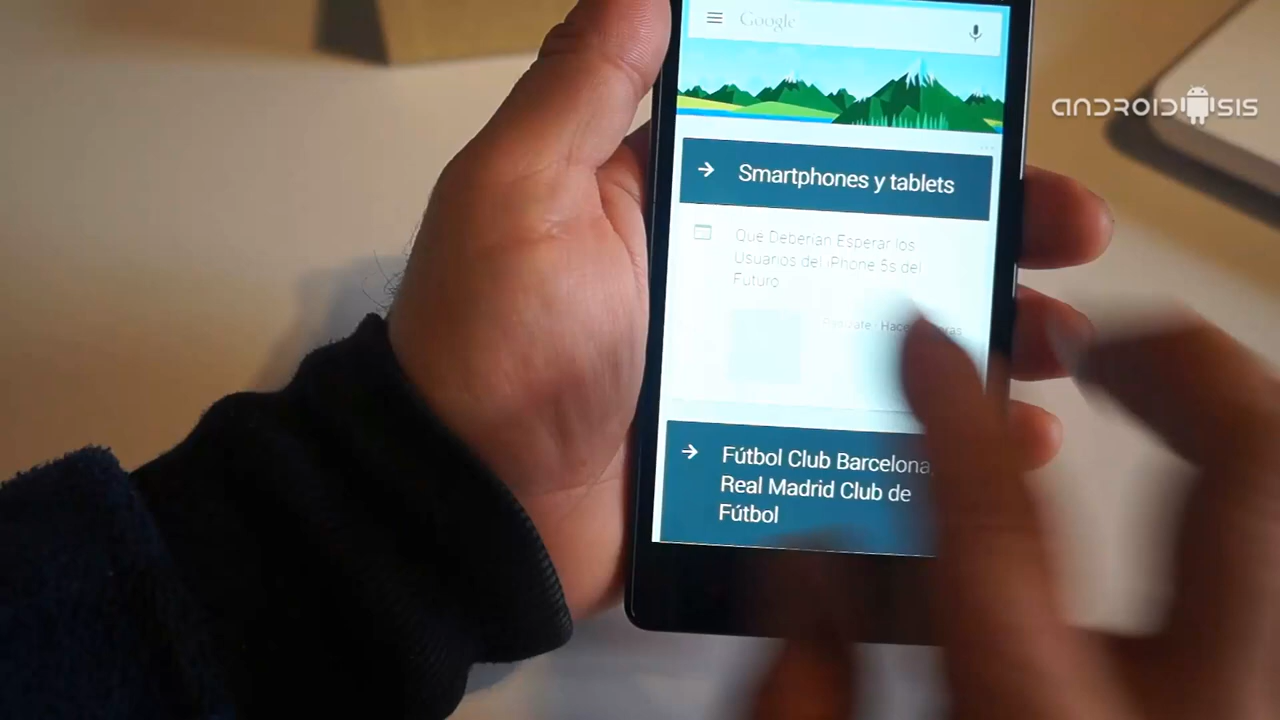 Google
ANDROIDSIS
Smartphones y tablets
Que Deberian Esperar los
Usuarios del iPhone 5s del
Futuro
Fútbol Club Barcelona,
Real Madrid Club de
Fútbol